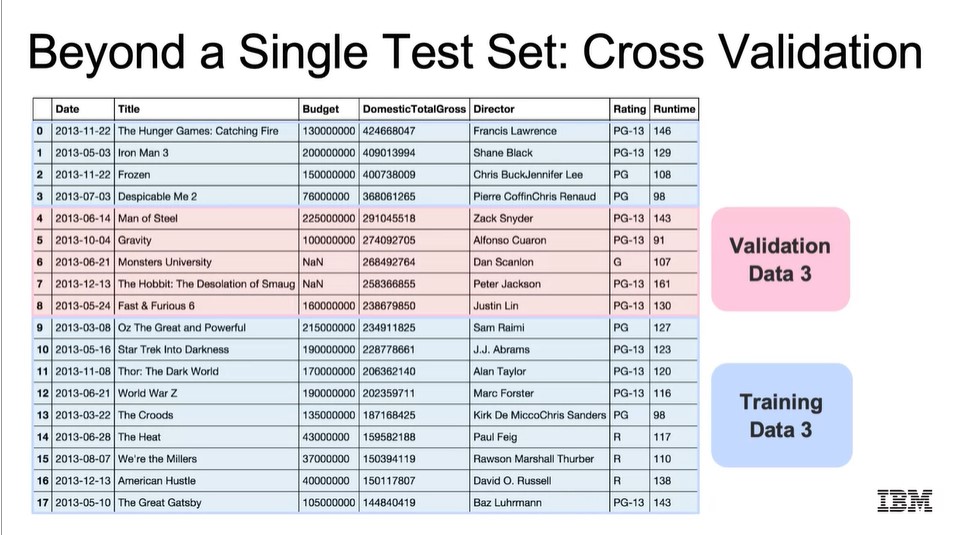 Beyond a Single Test Set: Cross Validation
Date Title Budget DomesticTotalGross Director Rating Runtime
0 2013-11-22 The Hunger Games: Catching Fire 130000000 424668047 Francis Lawrence PG-13 146
1 2013-05-03 Iron Man 3 200000000 409013994 Shane Black PG-13 129
2 2013-11-22 Frozen 150000000 400738009 Chris BuckJennifer Lee PG 108
3 2013-07-03 Despicable Me 2 76000000 368061265 Pierre CoffinChris Renaud PG 98
4 2013-06-14 Man of Steel 225000000 291045518 Zack Snyder PG-13 143
5 2013-10-04 Gravity 100000000 274092705 Alfonso Cuaron PG-13 91
6 2013-06-21 Monsters University NaN 268492764 Dan Scanlon G 107
7 2013-12-13 The Hobbit: The Desolation of Smaug NaN 258366855 Peter Jackson PG-13 161
8 2013-05-24 Fast & Furious 6 160000000 238679850 Justin Lin PG-13 130
9 2013-03-08 Oz The Great and Powerful 215000000 234911825 Sam Raimi PG 127
10 2013-05-16 Star Trek Into Darkness 190000000 228778661 J.J. Abrams PG-13 123
11 2013-11-08 Thor: The Dark World 170000000 206362140 Alan Taylor PG-13 120
12 2013-06-21 World War Z 190000000 202359711 Marc Forster PG-13 116
13 2013-03-22 The Croods 135000000 187168425 Kirk De MiccoChris Sanders PG 98
14 2013-06-28 The Heat 43000000 159582188 Paul Feig R 117
15 2013-08-07 We're the Millers 37000000 150394119 Rawson Marshall Thurber R 110
16 2013-12-13 American Hustle 40000000 150117807 David O. Russell R 138
17 2013-05-10 The Great Gatsby 105000000 144840419 Baz Luhrmann PG-13 143
Validation
Data 3
Training
Data 3
IBM